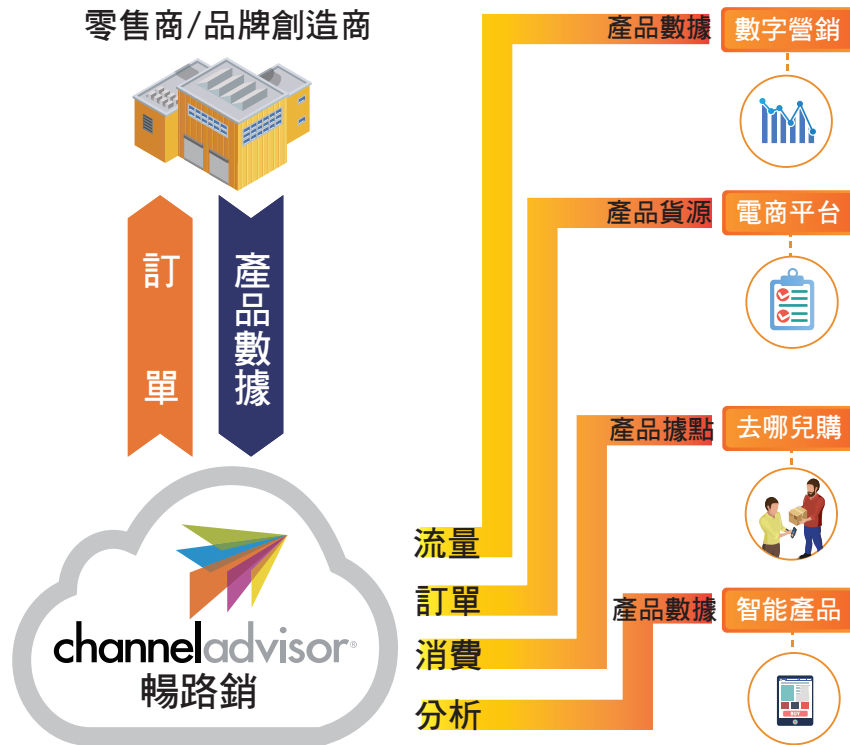 零售商/品牌創造商
訂單
產品數據
channeladvisor®
暢路銷
流量
訂單
消費
分析
產品數據
數字營銷
產品貨源
電商平台
產品據點
去哪兒購
產品數據
智能產品
BUY